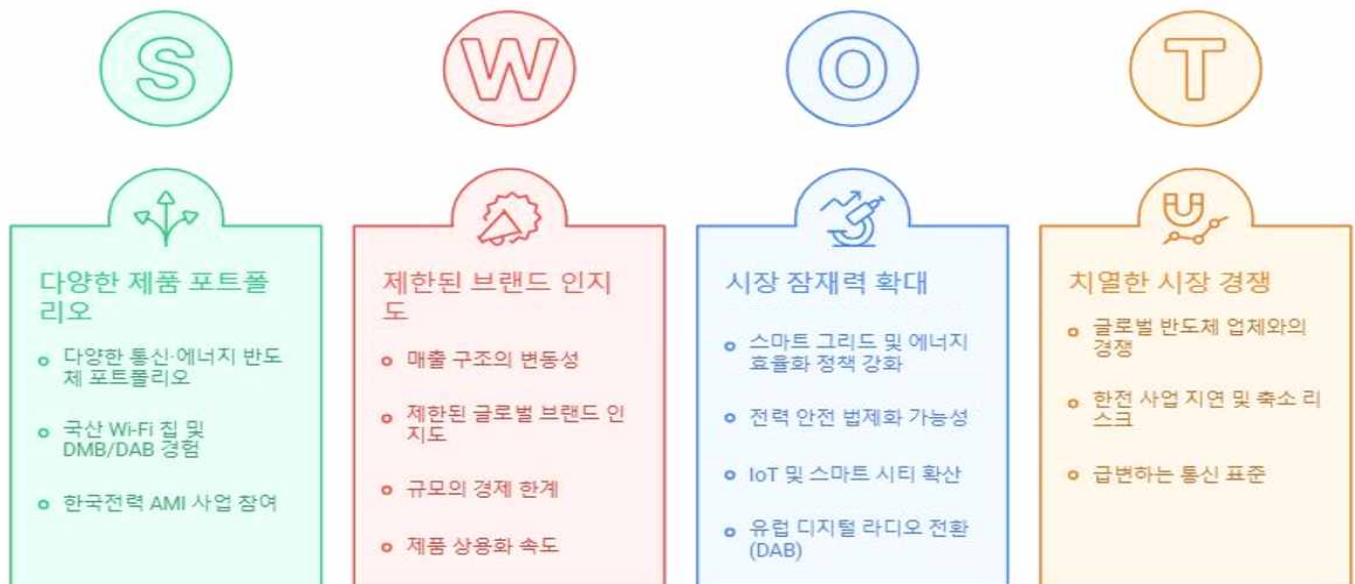 S
W
O
T
다양한 제품 포트폴
리오
다양한 통신·에너지 반도
체 포트폴리오
국산 Wi-Fi 칩 및
DMB/DAB 경험
한국전력 AMI 사업 참여
제한된 브랜드 인지
도
매출 구조의 변동성
제한된 글로벌 브랜드 인
지도
규모의 경제 한계
제품 상용화 속도
시장 잠재력 확대
스마트 그리드 및 에너지
효율화 정책 강화
전력 안전 법제화 가능성
IoT 및 스마트 시티 확산
유럽 디지털 라디오 전환
(DAB)
치열한 시장 경쟁
글로벌 반도체 업체와의
경쟁
한전 사업 지연 및 축소 리
스크
급변하는 통신 표준